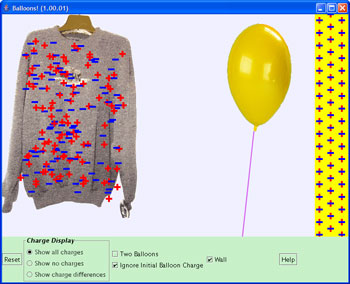 Balloons! (1.00.01)
Charge Display
Reset
Show all charges
Show no charges
Show charge differences
Two Balloons
Ignore Initial Balloon Charge
Wall
Help